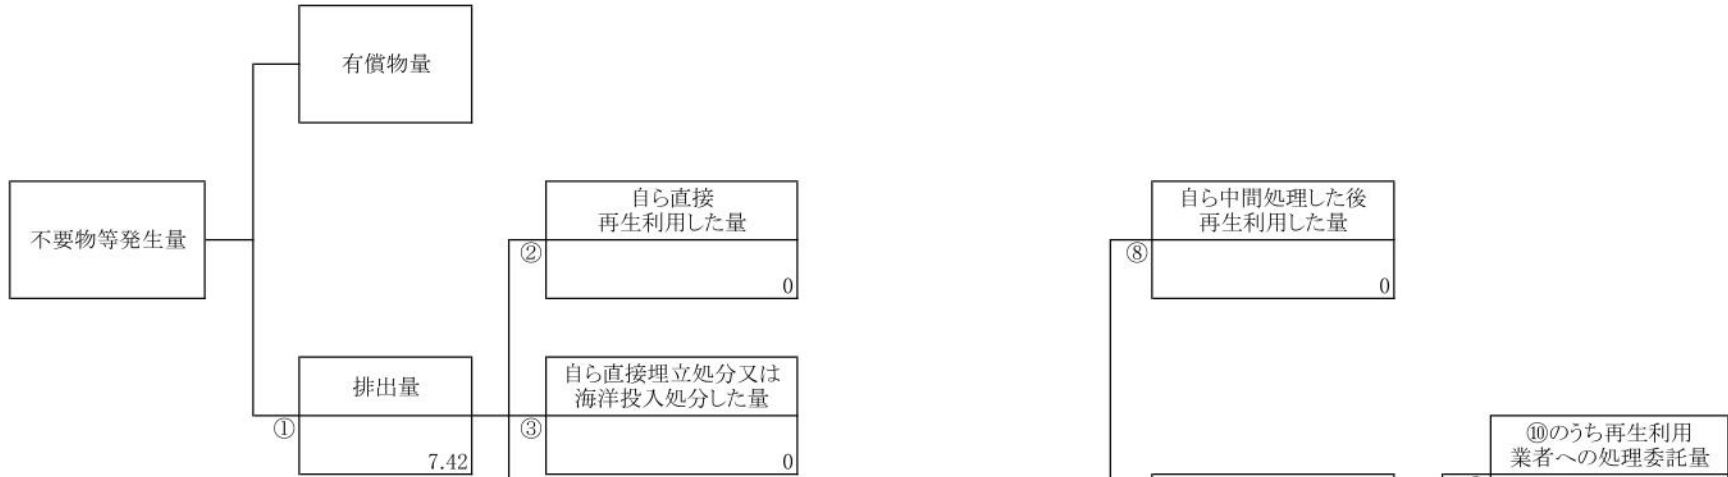 有償物量
不要物等発生量
自ら直接
再生利用した量
②
0
自ら中間処理した後
再生利用した量
⑧
0
排出量
①
7.42
自ら直接埋立処分又は
海洋投入処分した量
③
0
⑩のうち再生利用
業者への処理委託量